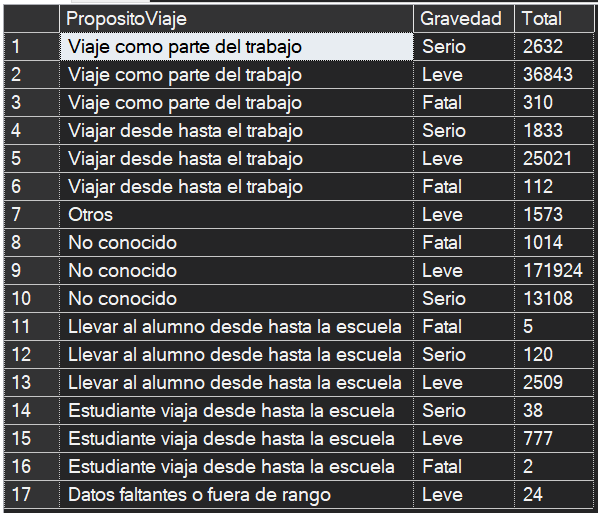 PropositoViaje Gravedad Total
1 Viaje como parte del trabajo Serio 2632
2 Viaje como parte del trabajo Leve 36843
3 Viaje como parte del trabajo Fatal 310
4 Viajar desde hasta el trabajo Serio 1833
5 Viajar desde hasta el trabajo Leve 25021
6 Viajar desde hasta el trabajo Fatal 112
7 Otros Leve 1573
8 No conocido Fatal 1014
9 No conocido Leve 171924
10 No conocido Serio 13108
11 Llevar al alumno desde hasta la escuela Fatal 5
12 Llevar al alumno desde hasta la escuela Serio 120
13 Llevar al alumno desde hasta la escuela Leve 2509
14 Estudiante viaja desde hasta la escuela Serio 38
15 Estudiante viaja desde hasta la escuela Leve 777
16 Estudiante viaja desde hasta la escuela Fatal 2
17 Datos faltantes o fuera de rango Leve 24